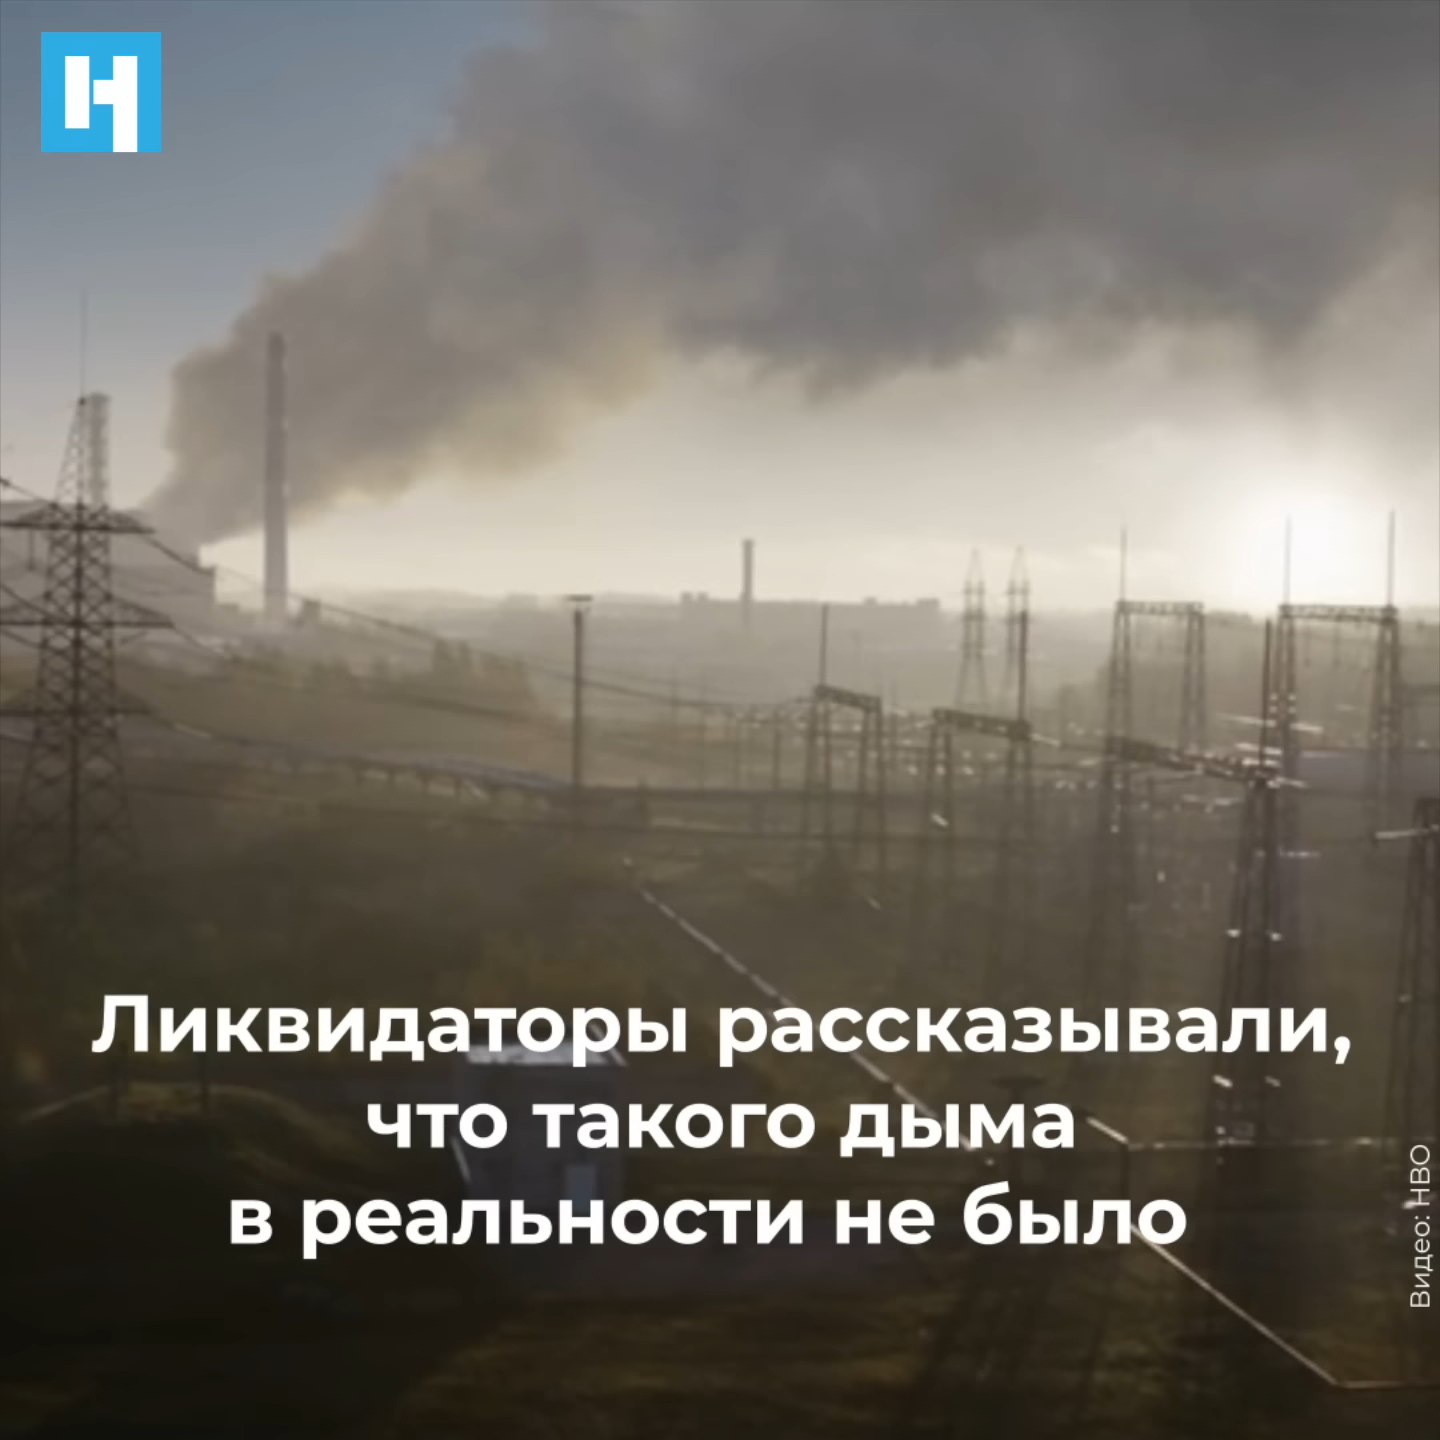 Ликвидаторы рассказывали,
что такого дыма
в реальности не было
Видео: HBO